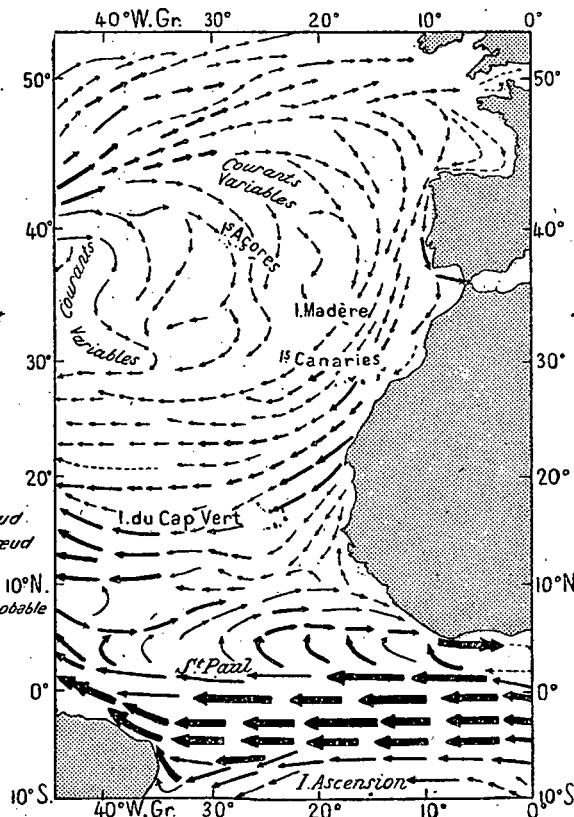 40°W.Gr. 30° 20° 10° 0°
50° 50°
Courants
Variables
40° 40°
Iˢ Açores
Courants
Variables
I. Madère
30° 30°
Iˢ Canaries
20° 20°
I. du Cap Vert
10°N. 10°N
Sᵗ Paul
0° 0°
I. Ascension
10°S. 10°S
40°W.Gr. 30° 20° 10° 0°